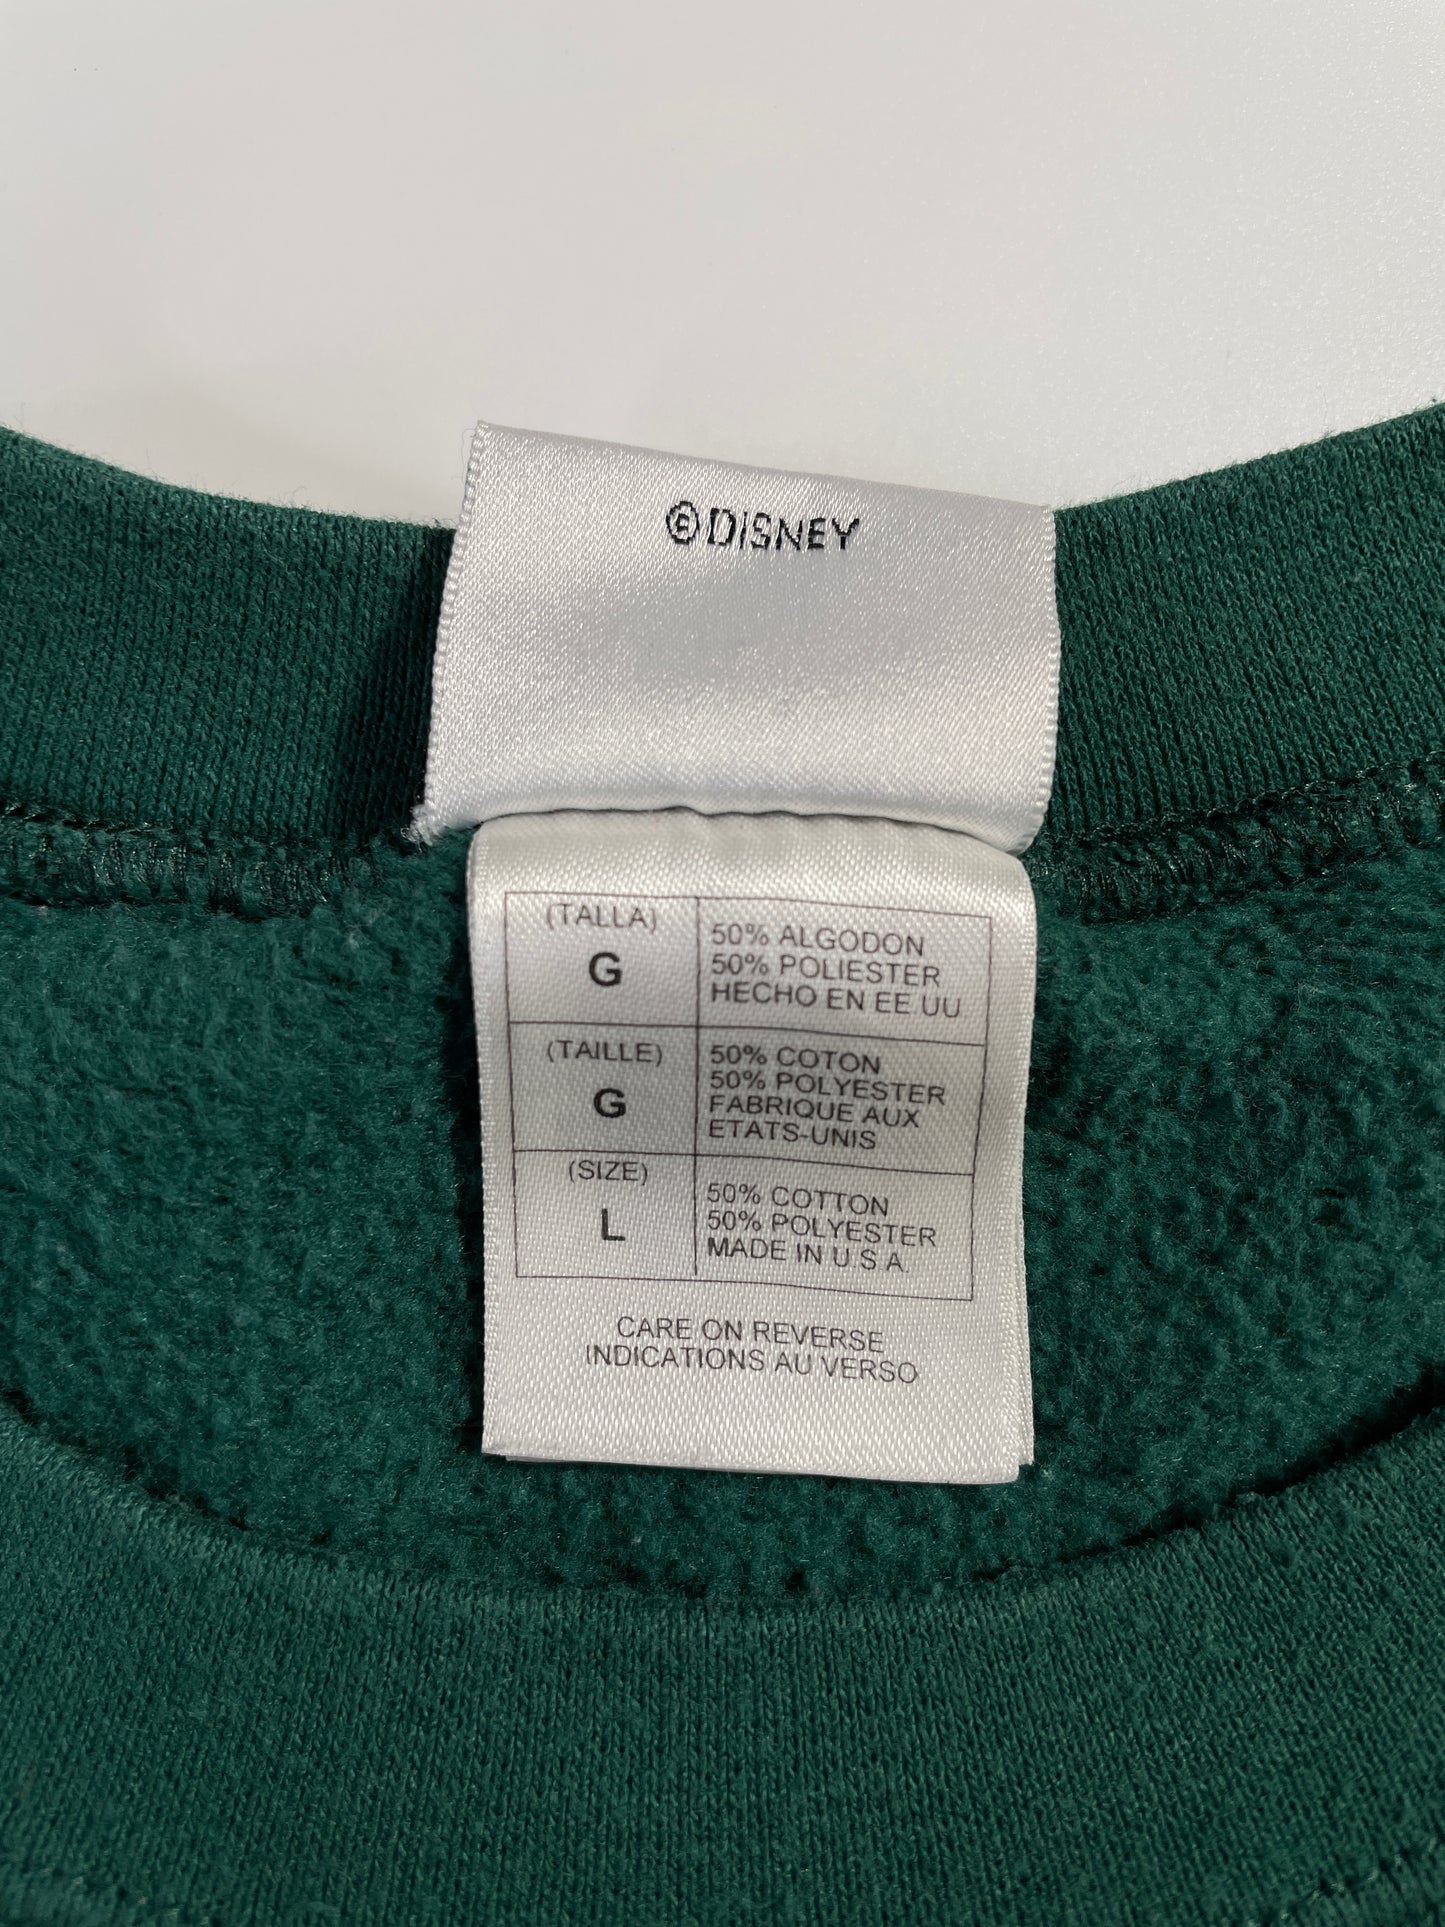 ©DISNEY
(TALLA)
G
50% ALGODON
50% POLIESTER
HECHO EN EE.UU
(TAILLE)
G
50% COTON
50% POLYESTER
FABRIQUE AUX
ETATS-UNIS
(SIZE)
L
50% COTTON
50% POLYESTER
MADE IN U.S.A.
CARE ON REVERSE
INDICATIONS AU VERSO